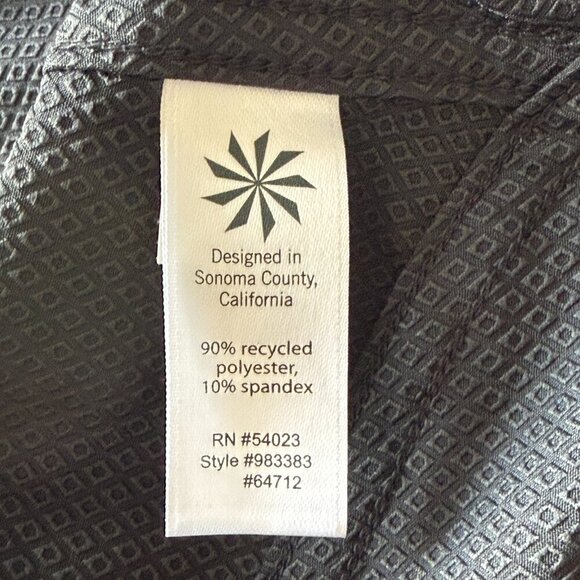 Designed in
Sonoma County,
California
90% recycled
polyester,
10% spandex
RN #54023
Style #983383
#64712